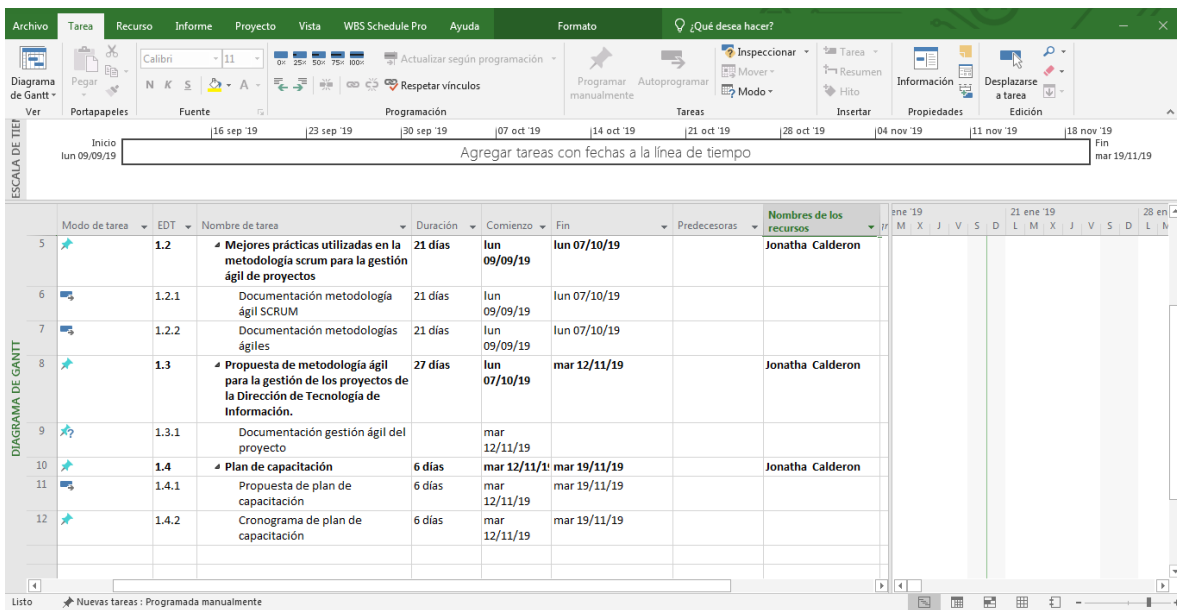 Archivo Tarea Recurso Informe Proyecto Vista WBS Schedule Pro Ayuda Formato ¿Qué desea hacer?
Diagrama de Gantt
Ver
Pegar
Portapapeles
Calibri 11
N K S A
Fuente
0% 25% 50% 75% 100%
Actualizar según programación
Respetar vínculos
Programación
Programar manualmente
Autoprogramar
Inspeccionar
Mover
Modo
Tareas
Tarea
Resumen
Hito
Insertar
Información
Propiedades
Desplazarse a tarea
Edición
ESCALA DE TIEM
16 sep '19 23 sep '19 30 sep '19 07 oct '19 14 oct '19 21 oct '19 28 oct '19 04 nov '19 11 nov '19 18 nov '19
Inicio
lun 09/09/19
Agregar tareas con fechas a la línea de tiempo
Fin
mar 19/11/19
DIAGRAMA DE GANTT
Modo de tarea EDT Nombre de tarea Duración Comienzo Fin Predecesoras Nombres de los recursos
ene '19 21 ene '19 28 en
M X J V S D L M X J V S D L M
5 1.2 Mejores prácticas utilizadas en la 21 días lun lun 07/10/19 Jonatha Calderon
metodología scrum para la gestión 09/09/19
ágil de proyectos
6 1.2.1 Documentación metodología 21 días lun lun 07/10/19
ágil SCRUM 09/09/19
7 1.2.2 Documentación metodologías 21 días lun lun 07/10/19
ágiles 09/09/19
8 1.3 Propuesta de metodología ágil 27 días lun mar 12/11/19 Jonatha Calderon
para la gestión de los proyectos de 07/10/19
la Dirección de Tecnología de
Información.
9 1.3.1 Documentación gestión ágil del mar
proyecto 12/11/19
10 1.4 Plan de capacitación 6 días mar 12/11/1 mar 19/11/19 Jonatha Calderon
11 1.4.1 Propuesta de plan de 6 días mar mar 19/11/19
capacitación 12/11/19
12 1.4.2 Cronograma de plan de 6 días mar mar 19/11/19
capacitación 12/11/19
Listo Nuevas tareas : Programada manualmente